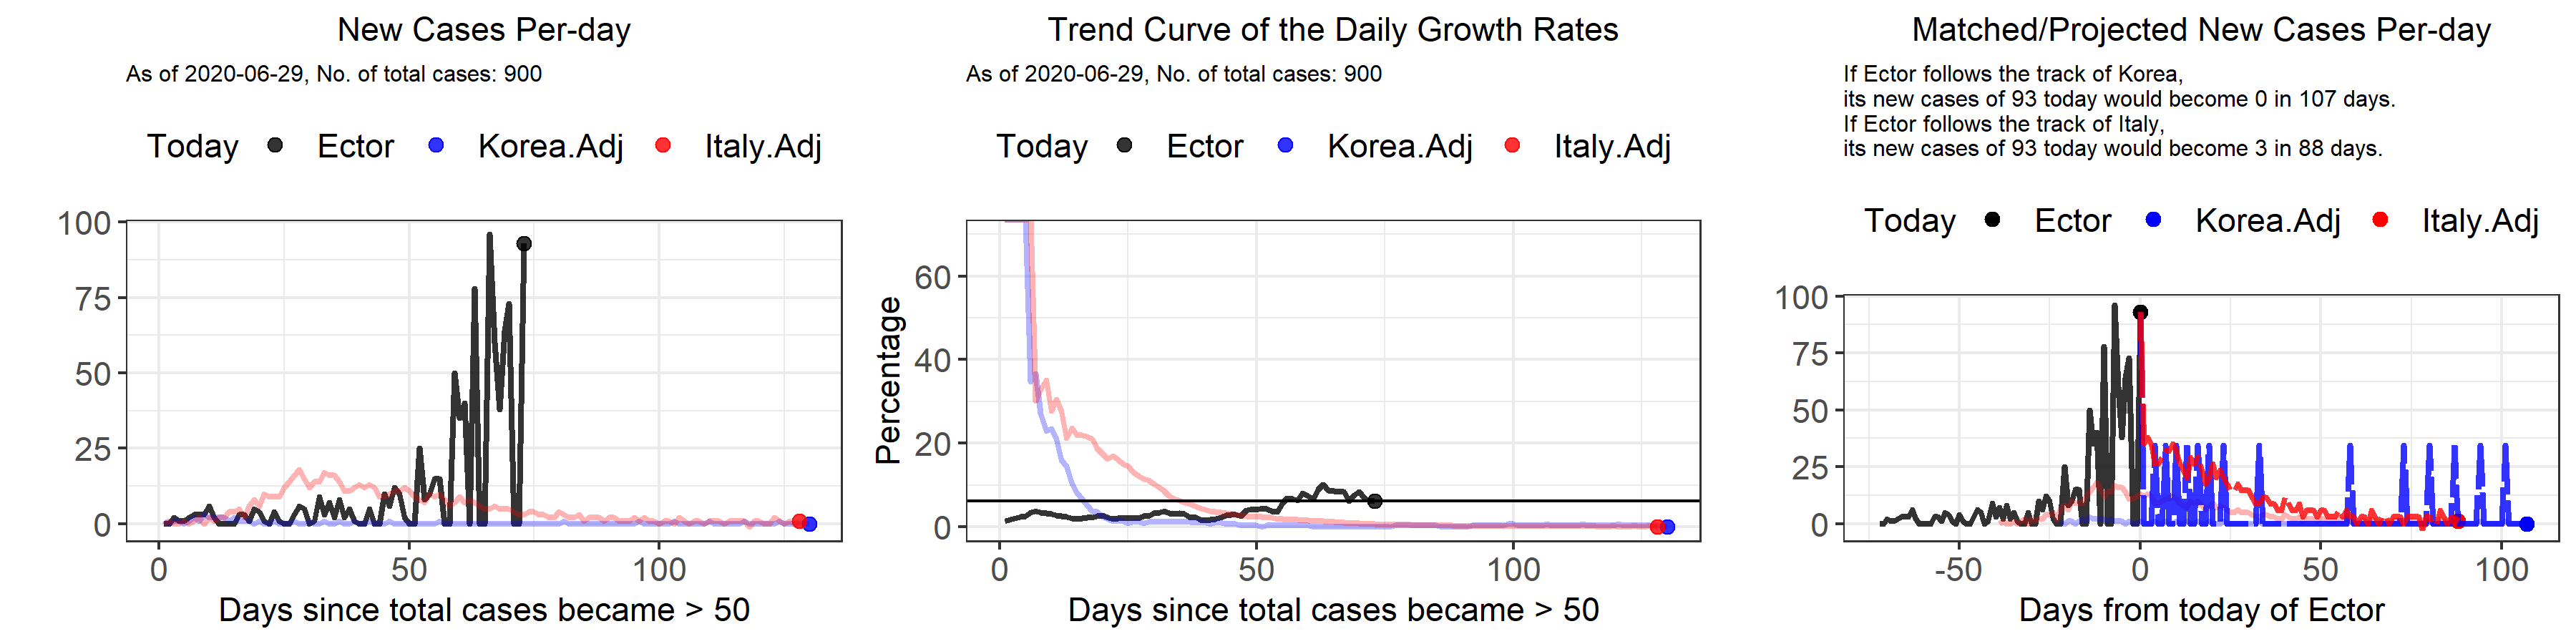 New Cases Per-day
As of 2020-06-29, No. of total cases: 900
Today Ector Korea.Adj Italy.Adj
100
75
50
25
0
0 50 100
Days since total cases became > 50
Trend Curve of the Daily Growth Rates
As of 2020-06-29, No. of total cases: 900
Today Ector Korea.Adj Italy.Adj
Percentage
60
40
20
0
0 50 100
Days since total cases became > 50
Matched/Projected New Cases Per-day
If Ector follows the track of Korea,
its new cases of 93 today would become 0 in 107 days.
If Ector follows the track of Italy,
its new cases of 93 today would become 3 in 88 days.
Today Ector Korea.Adj Italy.Adj
100
75
50
25
0
-50 0 50 100
Days from today of Ector